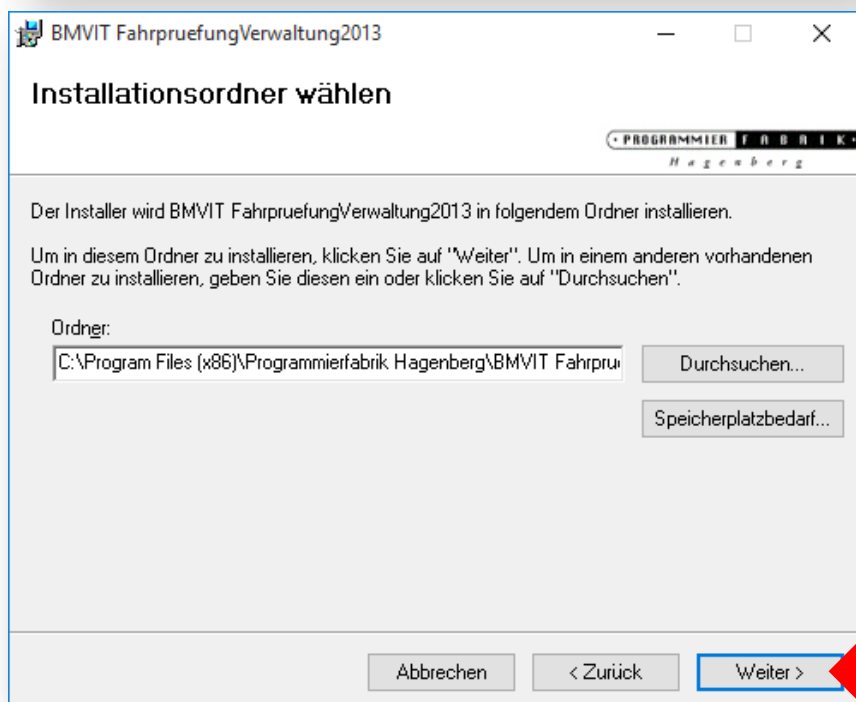 BMVIT FahrpruefungVerwaltung2013
Installationsordner wählen
PROGRAMMIER FABRIK
Hagenberg
Der Installer wird BMVIT FahrpruefungVerwaltung2013 in folgendem Ordner installieren.
Um in diesem Ordner zu installieren, klicken Sie auf "Weiter". Um in einem anderen vorhandenen
Ordner zu installieren, geben Sie diesen ein oder klicken Sie auf "Durchsuchen".
Ordner:
C:\Program Files (x86)\Programmierfabrik Hagenberg\BMVIT Fahrpru
Durchsuchen...
Speicherplatzbedarf...
Abbrechen
< Zurück
Weiter >